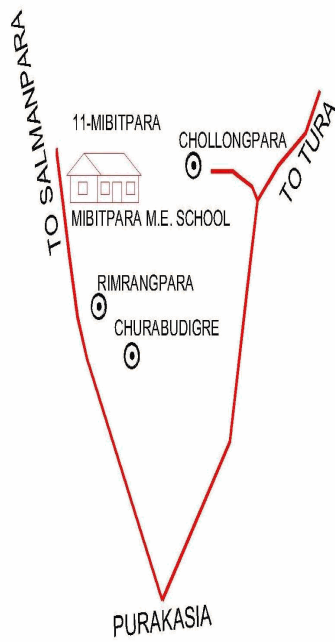 TO SALMANPARA
11-MIBITPARA
CHOLLONGPARA
TO TURA
MIBITPARA M.E. SCHOOL
RIMRANGPARA
CHURABUDIGRE
PURAKASIA